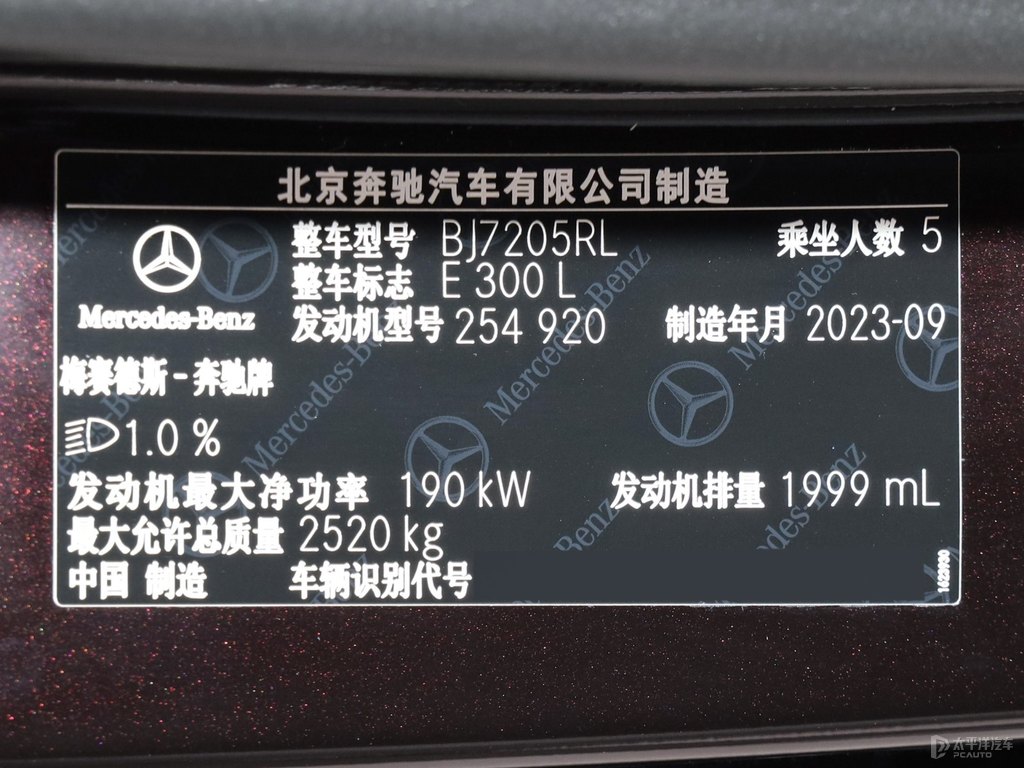 北京奔驰汽车有限公司制造
整车型号 BJ7205RL 乘坐人数 5
整车标志 E 300 L
Mercedes-Benz
发动机型号 254 920 制造年月 2023-09
梅赛德斯-奔驰牌
1.0 %
发动机最大净功率 190 kW 发动机排量 1999 mL
最大允许总质量 2520 kg
中国 制造 车辆识别代号
太平洋汽车
PCAUTO